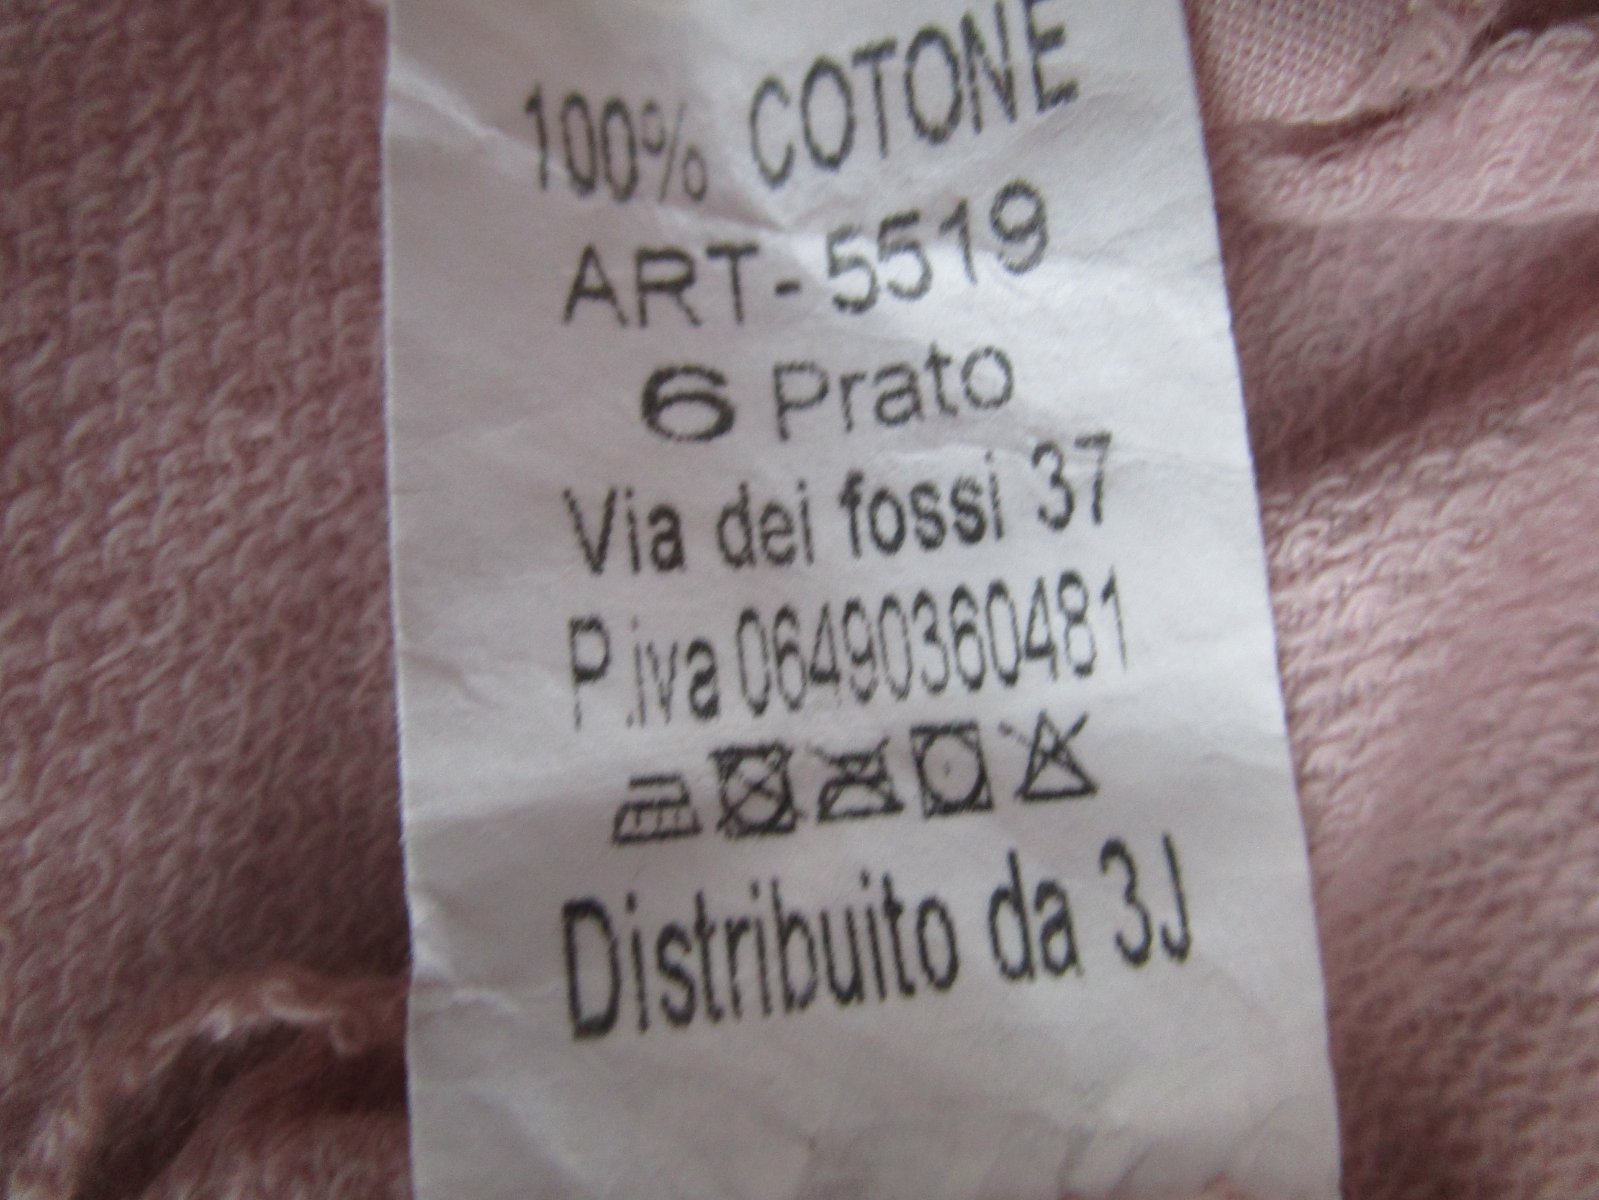 100% COTONE
ART-5519
6 Prato
Via dei fossi 37
P.iva 06490360481
Distribuito da 3J